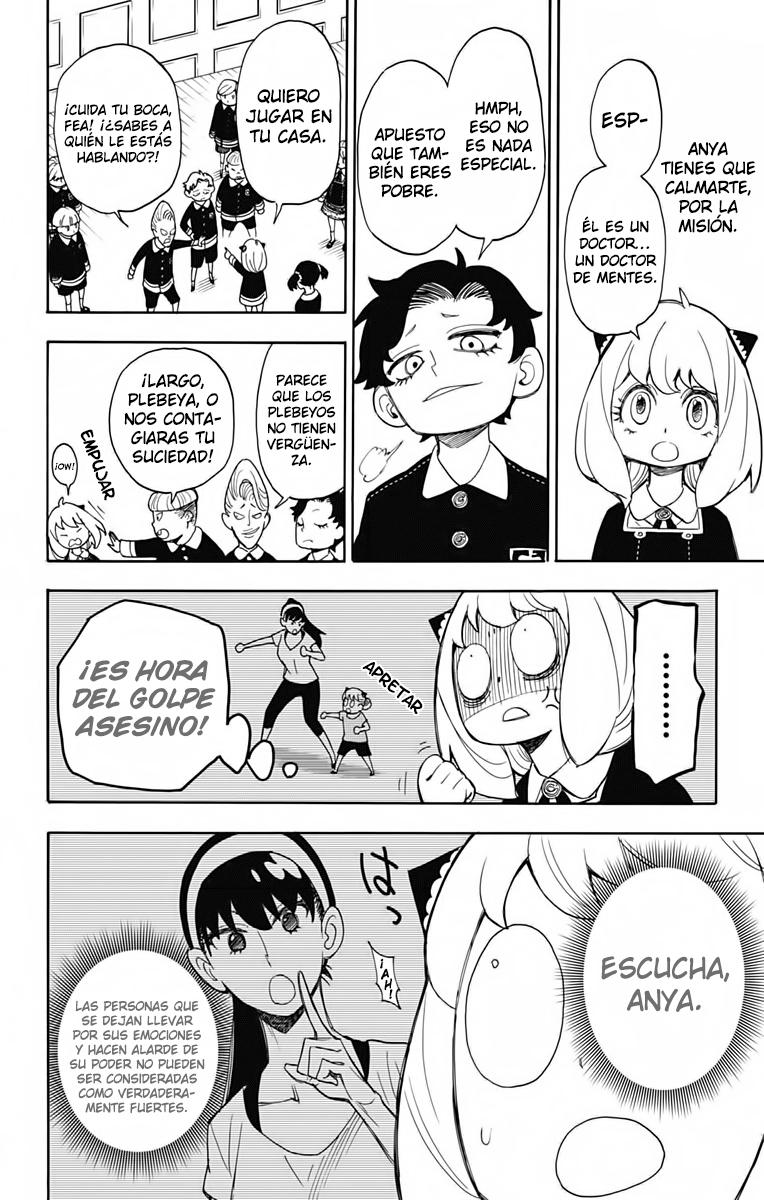 ANYA
TIENES QUE
CALMARTE,
POR LA
MISIÓN.
ESP-
ÉL ES UN
DOCTOR...
UN DOCTOR
DE MENTES.
HMPH,
ESO NO
ES NADA
ESPECIAL.
APUESTO
QUE TAM-
BIÉN ERES
POBRE.
QUIERO
JUGAR EN
TU CASA.
¡CUIDA TU BOCA,
FEA! ¡¿SABES A
QUIÉN LE ESTÁS
HABLANDO?!
PARECE
QUE LOS
PLEBEYOS
NO TIENEN
VERGÜEN-
ZA.
¡LARGO,
PLEBEYA, O
NOS CONTA-
GIARAS TU
SUCIEDAD!
EMPUJAR
¡OW!
.........
APRETAR
¡ES HORA
DEL GOLPE
ASESINO!
ESCUCHA,
ANYA.
はっ
¡AH!
LAS PERSONAS QUE
SE DEJAN LLEVAR
POR SUS EMOCIONES
Y HACEN ALARDE DE
SU PODER NO PUEDEN
SER CONSIDERADAS
COMO VERDADERA-
MENTE FUERTES.